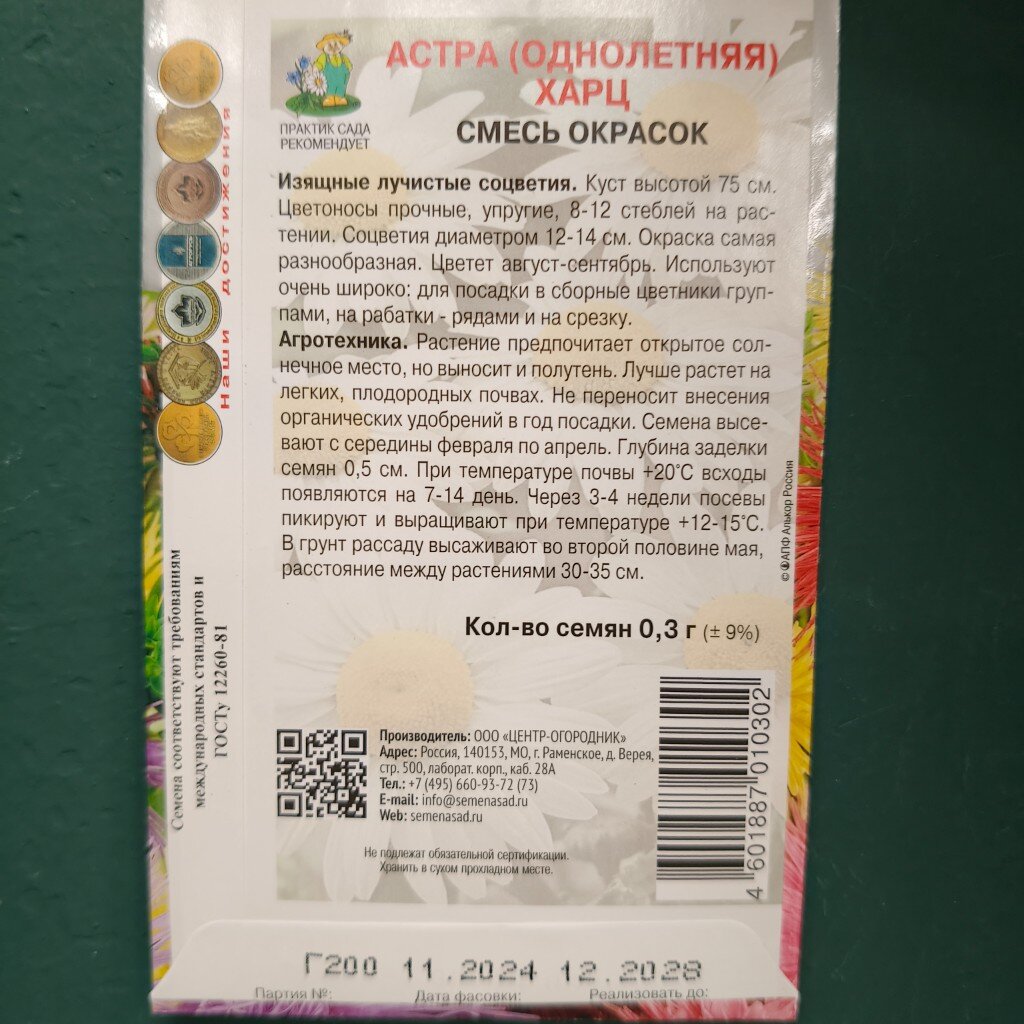 АСТРА (ОДНОЛЕТНЯЯ)
ХАРЦ
СМЕСЬ ОКРАСОК
ПРАКТИК САДА
РЕКОМЕНДУЕТ
Наши достижения
Изящные лучистые соцветия. Куст высотой 75 см.
Цветоносы прочные, упругие, 8-12 стеблей на рас-
тении. Соцветия диаметром 12-14 см. Окраска самая
разнообразная. Цветет август-сентябрь. Используют
очень широко: для посадки в сборные цветники груп-
пами, на рабатки - рядами и на срезку.
Агротехника. Растение предпочитает открытое сол-
нечное место, но выносит и полутень. Лучше растет на
легких, плодородных почвах. Не переносит внесения
органических удобрений в год посадки. Семена высе-
вают с середины февраля по апрель. Глубина заделки
семян 0,5 см. При температуре почвы +20°С всходы
появляются на 7-14 день. Через 3-4 недели посевы
пикируют и выращивают при температуре +12-15°С.
В грунт рассаду высаживают во второй половине мая,
расстояние между растениями 30-35 см.
© АПФ Алькор Россия
Кол-во семян 0,3 г (± 9%)
Семена соответствуют требованиям
международных стандартов и
ГОСТу 12260-81
Производитель: ООО «ЦЕНТР-ОГОРОДНИК»
Адрес: Россия, 140153, МО, г. Раменское, д. Верея,
стр. 500, лаборат. корп., каб. 28А
Тел.: +7 (495) 660-93-72 (73)
E-mail: info@semenasad.ru
Web: semenasad.ru
4 601887 010302
Не подлежат обязательной сертификации.
Хранить в сухом прохладном месте.
Г200 11.2024 12.2028
Партия №: Дата фасовки: Реализовать до: